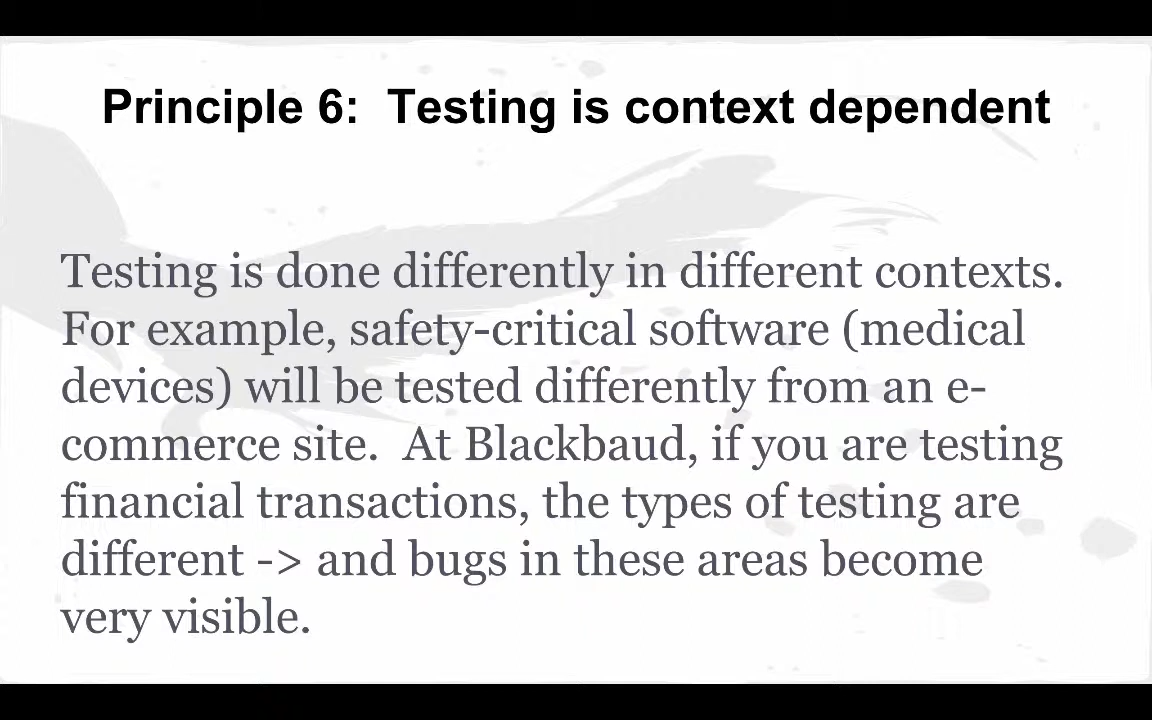 Principle 6:  Testing is context dependent
Testing is done differently in different contexts.
For example, safety-critical software (medical
devices) will be tested differently from an e-
commerce site.  At Blackbaud, if you are testing
financial transactions, the types of testing are
different -> and bugs in these areas become
very visible.